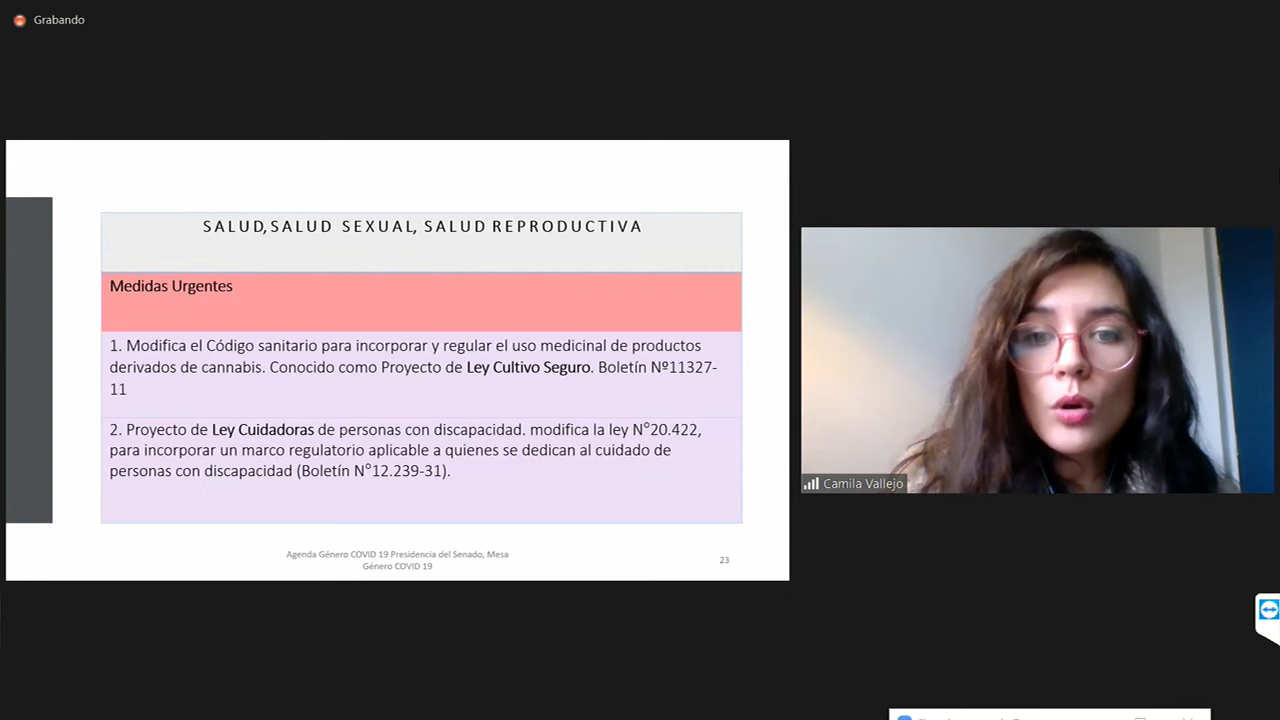 Grabando
SALUD, SALUD SEXUAL, SALUD REPRODUCTIVA
Medidas Urgentes
1. Modifica el Código sanitario para incorporar y regular el uso medicinal de productos
derivados de cannabis. Conocido como Proyecto de Ley Cultivo Seguro. Boletín Nº11327-
11
2. Proyecto de Ley Cuidadoras de personas con discapacidad. modifica la ley N°20.422,
para incorporar un marco regulatorio aplicable a quienes se dedican al cuidado de
personas con discapacidad (Boletín N°12.239-31).
Agenda Género COVID 19 Presidencia del Senado, Mesa
Género COVID 19
23
Camila Vallejo